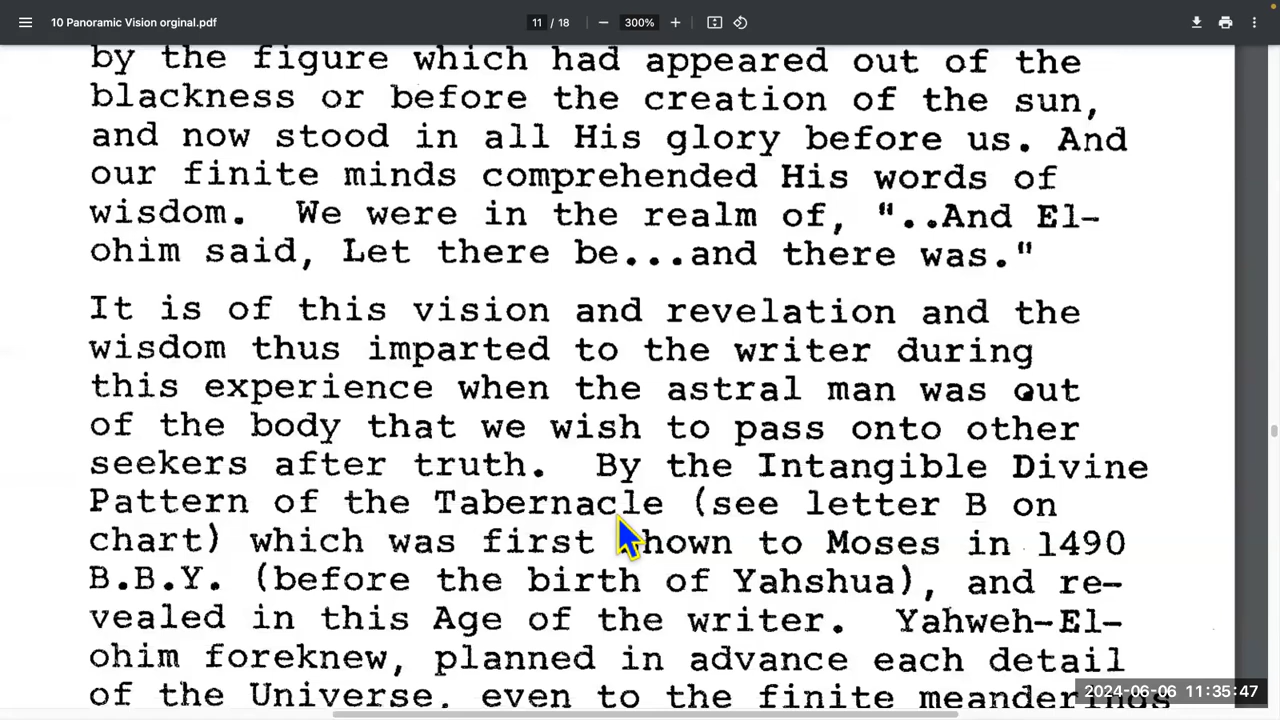 10 Panoramic Vision orginal.pdf
11 / 18
300%
by the figure which had appeared out of the
blackness or before the creation of the sun,
and now stood in all His glory before us. And
our finite minds comprehended His words of
wisdom. We were in the realm of, "..And El-
ohim said, Let there be...and there was."
It is of this vision and revelation and the
wisdom thus imparted to the writer during
this experience when the astral man was out
of the body that we wish to pass onto other
seekers after truth. By the Intangible Divine
Pattern of the Tabernacle (see letter B on
chart) which was first shown to Moses in 1490
B.B.Y. (before the birth of Yahshua), and re-
vealed in this Age of the writer. Yahweh-El-
ohim foreknew, planned in advance each detail
of the Universe, even to the finite meanderings
2024-06-06 11:35:47